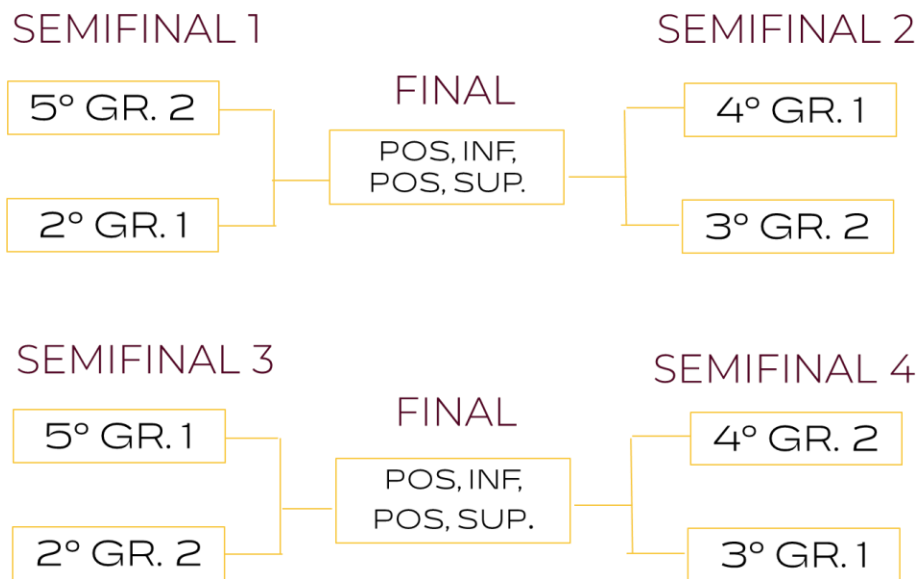 SEMIFINAL 1
5º GR. 2
2º GR. 1
FINAL
POS, INF,
POS, SUP.
SEMIFINAL 2
4º GR. 1
3º GR. 2
SEMIFINAL 3
5º GR. 1
2º GR. 2
FINAL
POS, INF,
POS, SUP.
SEMIFINAL 4
4º GR. 2
3º GR. 1